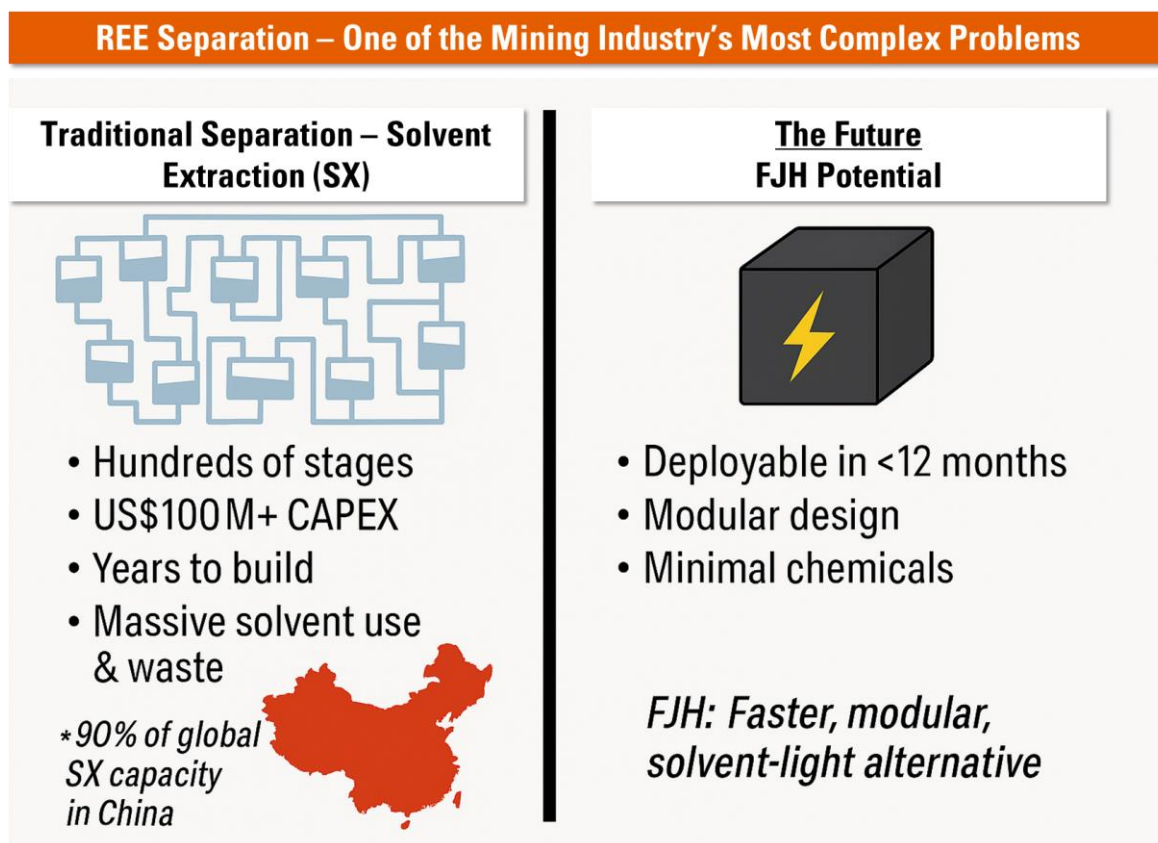 REE Separation – One of the Mining Industry's Most Complex Problems
Traditional Separation – Solvent
Extraction (SX)
• Hundreds of stages
• US$100M+ CAPEX
• Years to build
• Massive solvent use
& waste
*90% of global
SX capacity
in China
The Future
FJH Potential
• Deployable in <12 months
• Modular design
• Minimal chemicals
FJH: Faster, modular,
solvent-light alternative